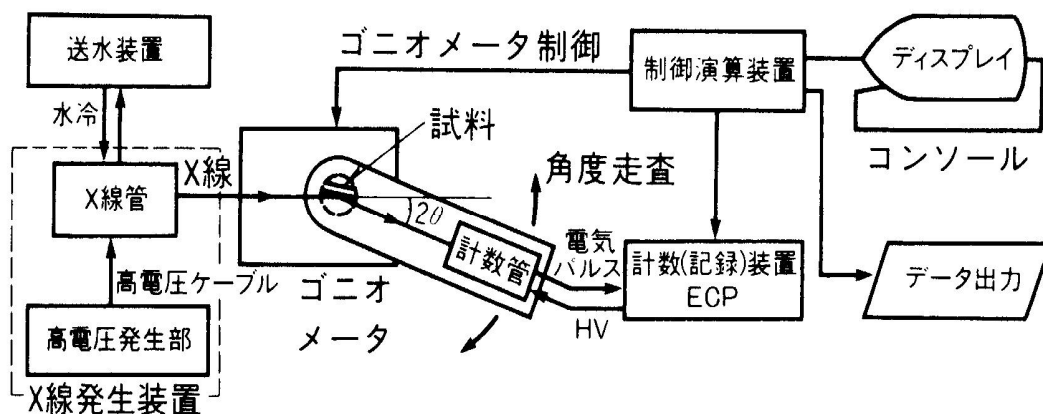 送水装置
水冷
X線管
X線
高電圧ケーブル
高電圧発生部
X線発生装置
ゴニオメータ制御
試料
2θ
角度走査
計数管
ゴニオ
メータ
電気
パルス
HV
制御演算装置
計数(記録)装置
ECP
ディスプレイ
コンソール
データ出力